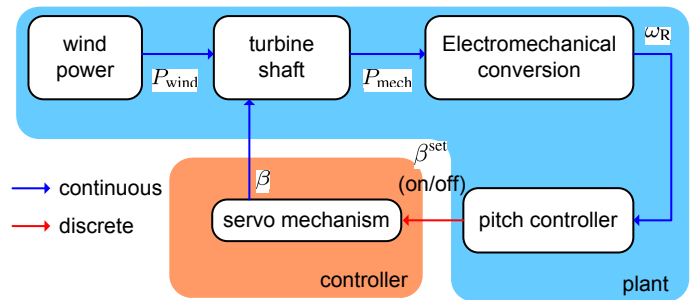 wind
power
turbine
shaft
Electromechanical
conversion
ω_R
P_wind
P_mech
β
β^set
(on/off)
continuous
discrete
servo mechanism
pitch controller
controller
plant